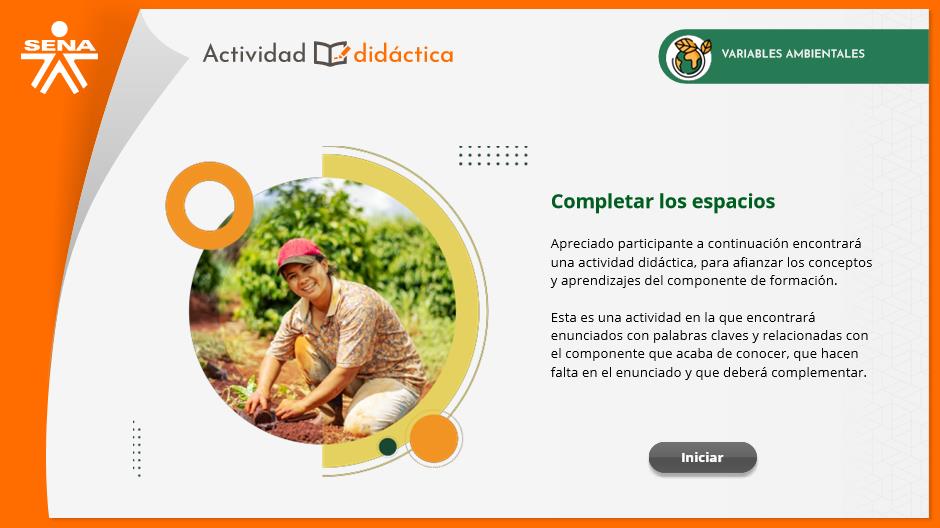 SENA
Actividad didáctica
VARIABLES AMBIENTALES
Completar los espacios
Apreciado participante a continuación encontrará
una actividad didáctica, para afianzar los conceptos
y aprendizajes del componente de formación.
Esta es una actividad en la que encontrará
enunciados con palabras claves y relacionadas con
el componente que acaba de conocer, que hacen
falta en el enunciado y que deberá complementar.
Iniciar